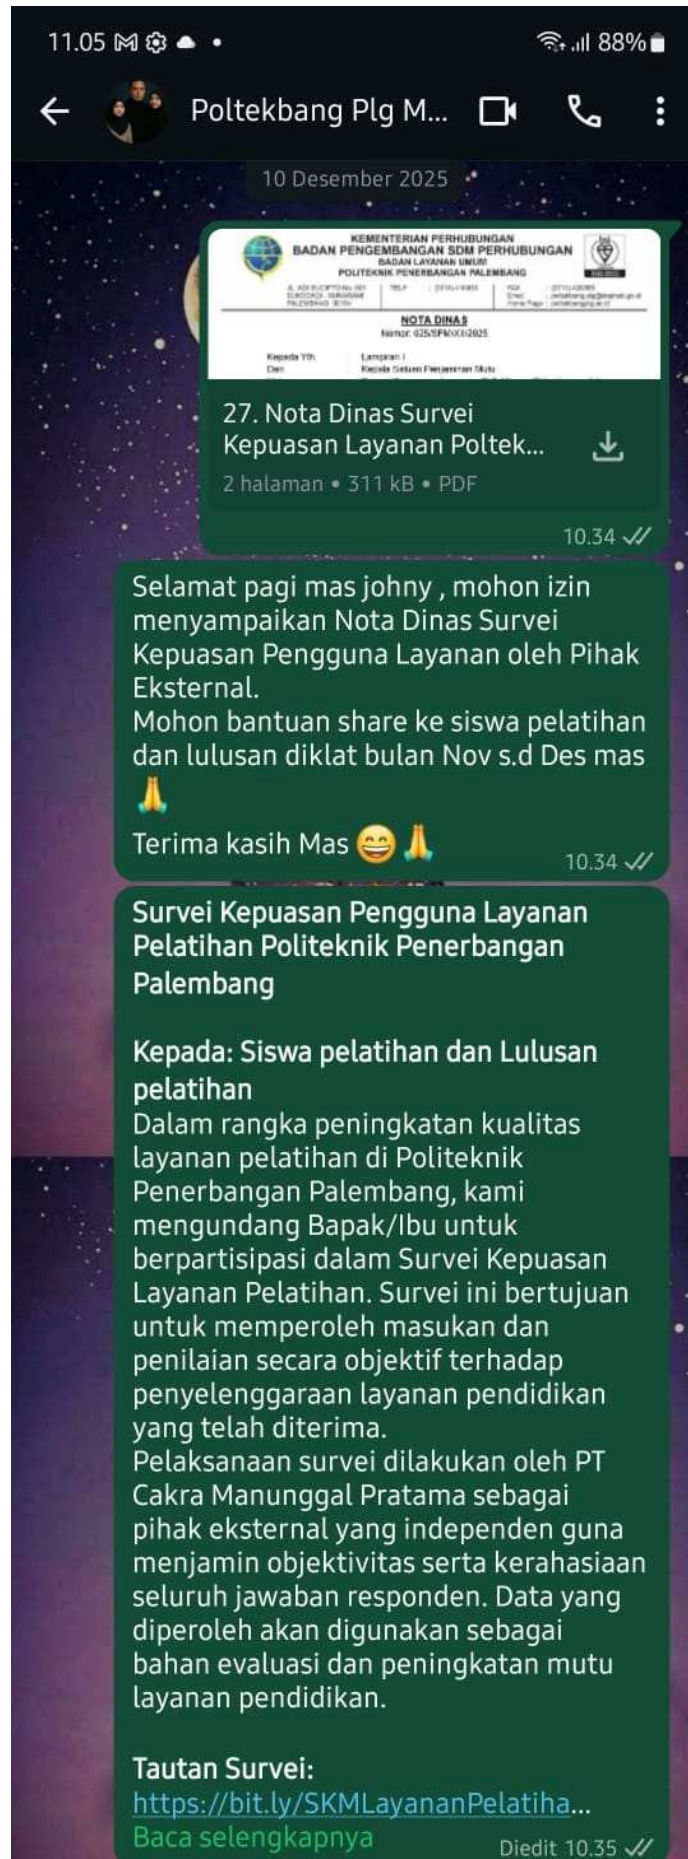 11.05
88%
Poltekbang Plg M...
10 Desember 2025
KEMENTERIAN PERHUBUNGAN
BADAN PENGEMBANGAN SDM PERHUBUNGAN
BADAN LAYANAN UMUM
POLITEKNIK PENERBANGAN PALEMBANG
NOTA DINAS
Kepada Yth : Lampiran I
Dari : Kepala Satuan Penjaminan Mutu
27. Nota Dinas Survei
Kepuasan Layanan Poltek...
2 halaman • 311 kB • PDF
10.34
Selamat pagi mas johny , mohon izin
menyampaikan Nota Dinas Survei
Kepuasan Pengguna Layanan oleh Pihak
Eksternal.
Mohon bantuan share ke siswa pelatihan
dan lulusan diklat bulan Nov s.d Des mas
🙏
Terima kasih Mas 😄🙏
10.34
Survei Kepuasan Pengguna Layanan
Pelatihan Politeknik Penerbangan
Palembang
Kepada: Siswa pelatihan dan Lulusan
pelatihan
Dalam rangka peningkatan kualitas
layanan pelatihan di Politeknik
Penerbangan Palembang, kami
mengundang Bapak/Ibu untuk
berpartisipasi dalam Survei Kepuasan
Layanan Pelatihan. Survei ini bertujuan
untuk memperoleh masukan dan
penilaian secara objektif terhadap
penyelenggaraan layanan pendidikan
yang telah diterima.
Pelaksanaan survei dilakukan oleh PT
Cakra Manunggal Pratama sebagai
pihak eksternal yang independen guna
menjamin objektivitas serta kerahasiaan
seluruh jawaban responden. Data yang
diperoleh akan digunakan sebagai
bahan evaluasi dan peningkatan mutu
layanan pendidikan.
Tautan Survei:
https://bit.ly/SKMLayananPelatiha...
Baca selengkapnya
Diedit 10.35